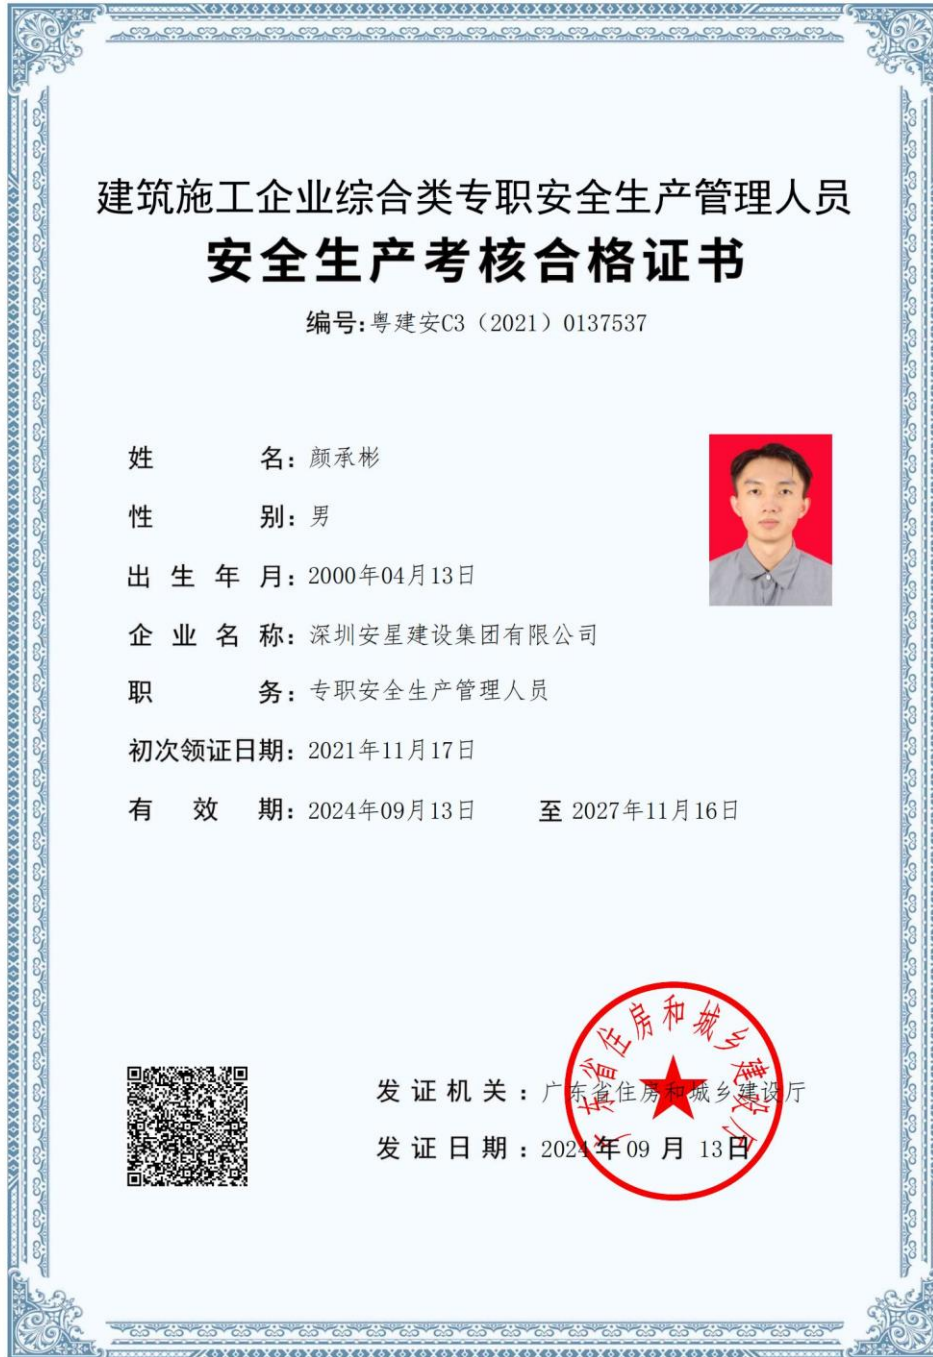 建筑施工企业综合类专职安全生产管理人员
安全生产考核合格证书
编号:粤建安C3（2021）0137537
姓 名: 颜承彬
性 别: 男
出 生 年 月: 2000年04月13日
企 业 名 称: 深圳安星建设集团有限公司
职 务: 专职安全生产管理人员
初次领证日期: 2021年11月17日
有 效 期: 2024年09月13日 至 2027年11月16日
广东省住房和城乡建设厅
发 证 机 关 : 广东省住房和城乡建设厅
发 证 日 期 : 2024 年 09 月 13日